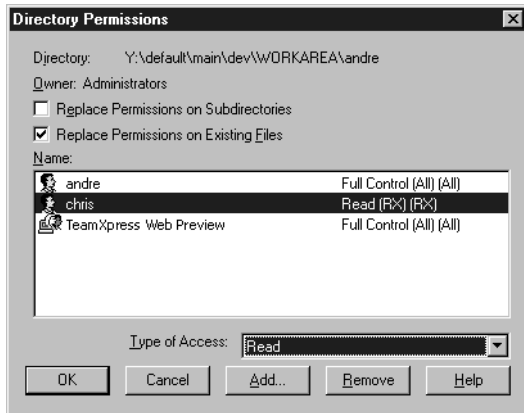 Directory Permissions
Directory: Y:\default\main\dev\WORKAREA\andre
Owner: Administrators
Replace Permissions on Subdirectories
Replace Permissions on Existing Files
Name:
andre Full Control (All) (All)
chris Read (RX) (RX)
TeamXpress Web Preview Full Control (All) (All)
Type of Access: Read
OK Cancel Add... Remove Help